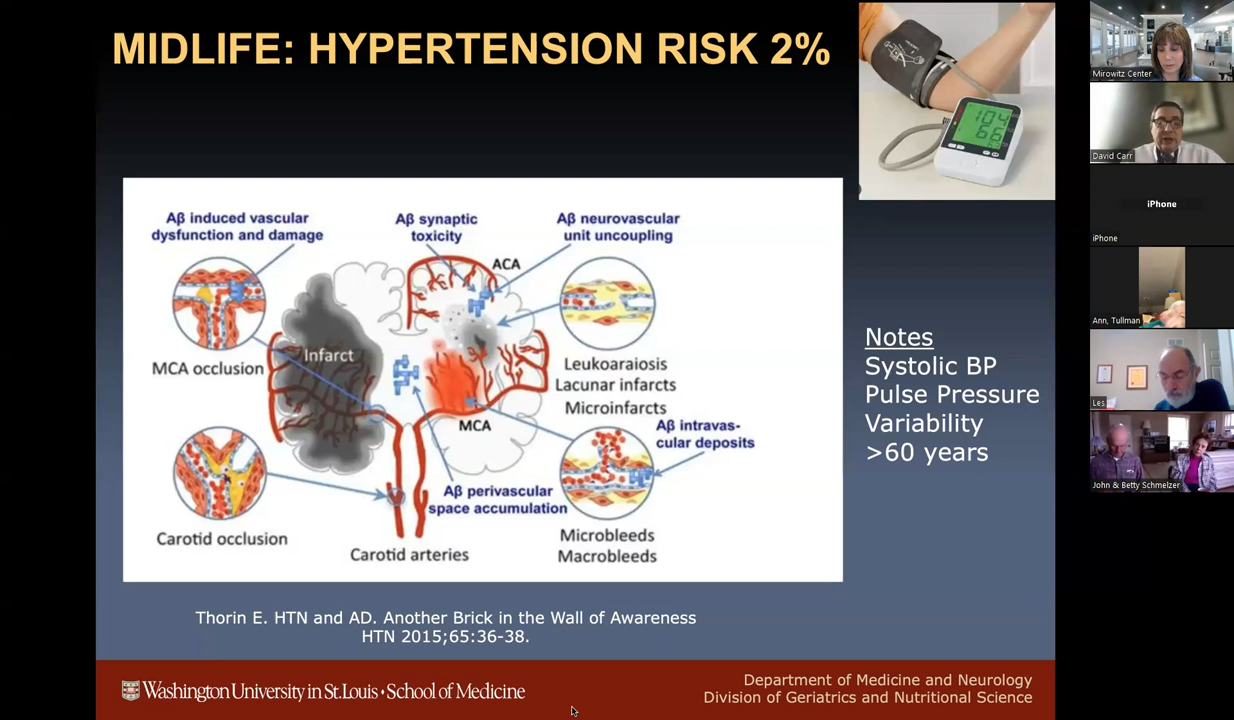 MIDLIFE: HYPERTENSION RISK 2%
104
66
Aβ induced vascular
dysfunction and damage
Aβ synaptic
toxicity
Aβ neurovascular
unit uncoupling
ACA
Infarct
MCA occlusion
Leukoaraiosis
Lacunar infarcts
Microinfarcts
MCA
Aβ intravas-
cular deposits
Aβ perivascular
space accumulation
Carotid occlusion
Carotid arteries
Microbleeds
Macrobleeds
Notes
Systolic BP
Pulse Pressure
Variability
>60 years
Thorin E. HTN and AD. Another Brick in the Wall of Awareness
HTN 2015;65:36-38.
Washington University in St. Louis • School of Medicine
Department of Medicine and Neurology
Division of Geriatrics and Nutritional Science
Mirowitz Center
David Carr
iPhone
iPhone
Ann, Tullman
Les
John & Betty Schmelzer